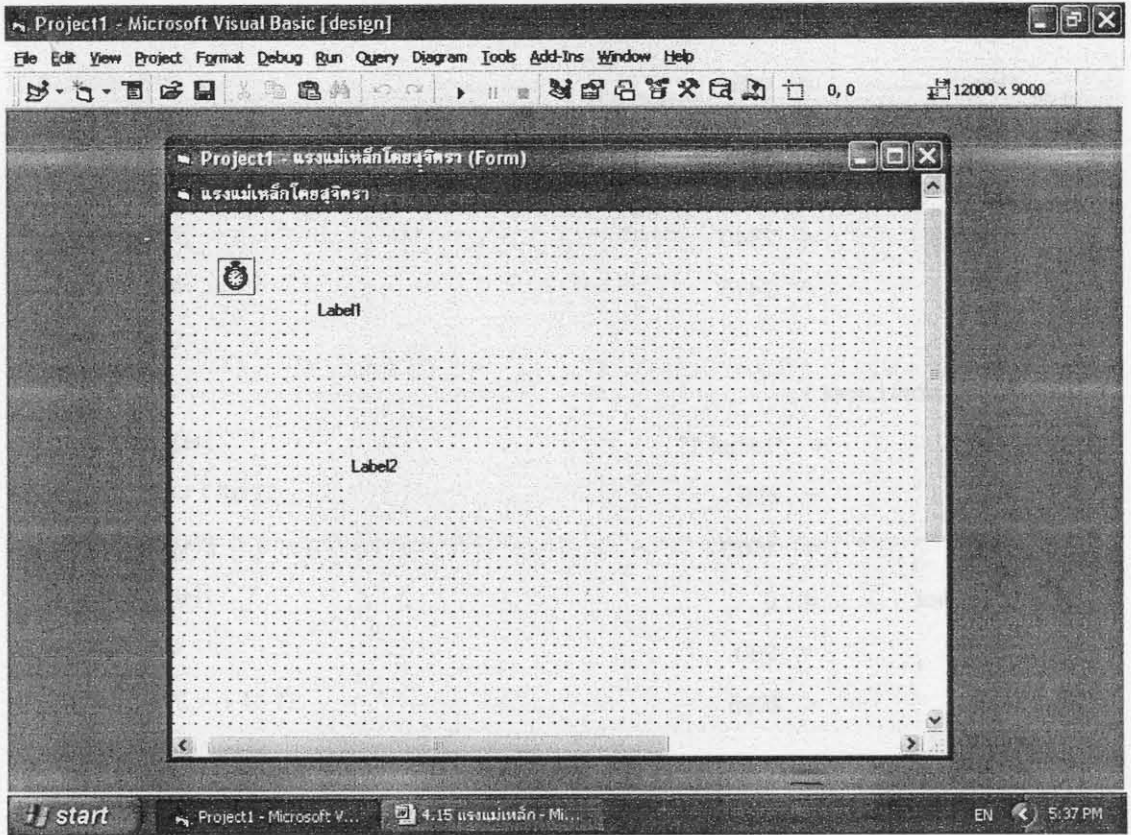 Project1 - Microsoft Visual Basic [design]
File Edit View Project Format Debug Run Query Diagram Tools Add-Ins Window Help
0, 0 12000 x 9000
Project1 - แรงแม่เหล็กโดยสุจิตรา (Form)
แรงแม่เหล็กโดยสุจิตรา
Label1
Label2
start Project1 - Microsoft V... 4.15 แรงแม่เหล็ก - Mi... EN 5:37 PM